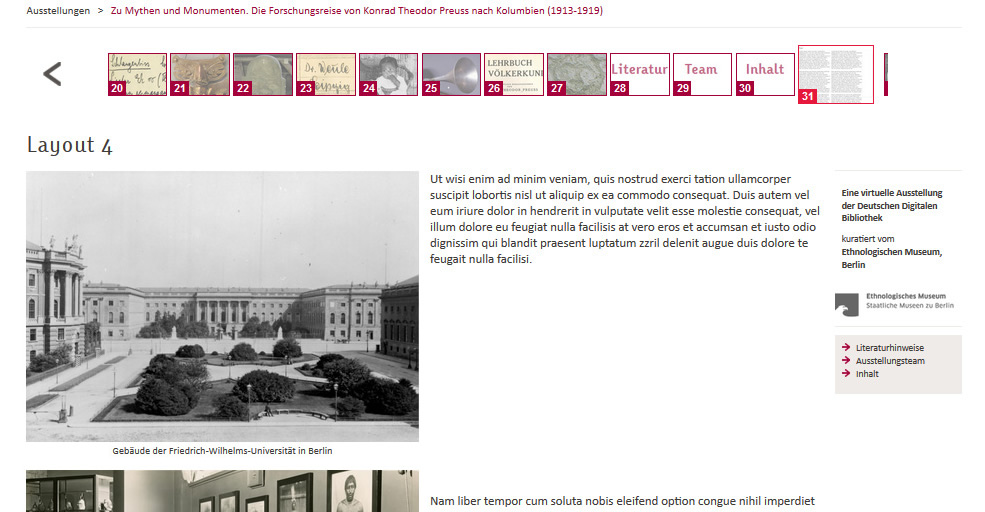 Ausstellungen > Zu Mythen und Monumenten. Die Forschungsreise von Konrad Theodor Preuss nach Kolumbien (1913-1919)
20
21
22
Dr.
23
24
25
LEHRBUCH
VÖLKERKUN
26
27
Literatur
28
Team
29
Inhalt
30
31
Layout 4
Ut wisi enim ad minim veniam, quis nostrud exerci tation ullamcorper
suscipit lobortis nisl ut aliquip ex ea commodo consequat. Duis autem vel
eum iriure dolor in hendrerit in vulputate velit esse molestie consequat, vel
illum dolore eu feugiat nulla facilisis at vero eros et accumsan et iusto odio
dignissim qui blandit praesent luptatum zzril delenit augue duis dolore te
feugait nulla facilisi.
Gebäude der Friedrich-Wilhelms-Universität in Berlin
Nam liber tempor cum soluta nobis eleifend option congue nihil imperdiet
Eine virtuelle Ausstellung
der Deutschen Digitalen
Bibliothek
kuratiert vom
Ethnologischen Museum,
Berlin
Ethnologisches Museum
Staatliche Museen zu Berlin
Literaturhinweise
Ausstellungsteam
Inhalt